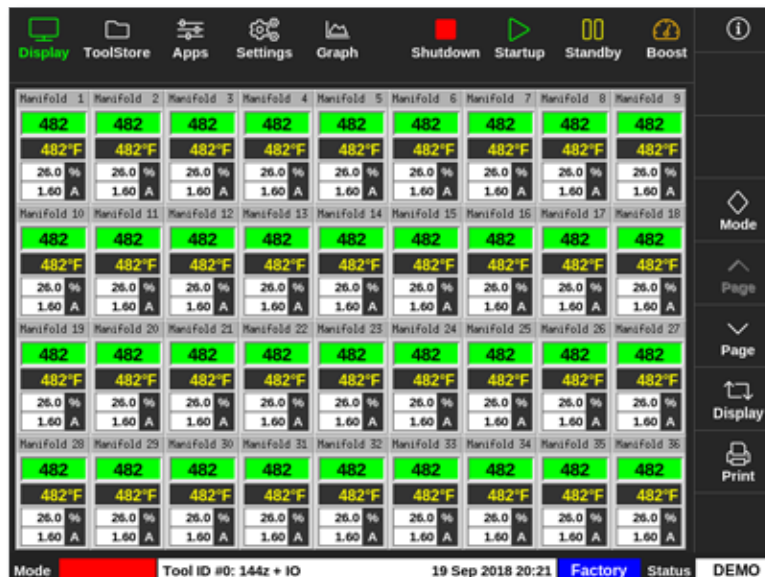 Display ToolStore Apps Settings Graph Shutdown Startup Standby Boost
Manifold 1 Manifold 2 Manifold 3 Manifold 4 Manifold 5 Manifold 6 Manifold 7 Manifold 8 Manifold 9
482 482 482 482 482 482 482 482 482
482°F 482°F 482°F 482°F 482°F 482°F 482°F 482°F 482°F
26.0 % 26.0 % 26.0 % 26.0 % 26.0 % 26.0 % 26.0 % 26.0 % 26.0 %
1.60 A 1.60 A 1.60 A 1.60 A 1.60 A 1.60 A 1.60 A 1.60 A 1.60 A
Manifold 10 Manifold 11 Manifold 12 Manifold 13 Manifold 14 Manifold 15 Manifold 16 Manifold 17 Manifold 18
482 482 482 482 482 482 482 482 482
482°F 482°F 482°F 482°F 482°F 482°F 482°F 482°F 482°F
26.0 % 26.0 % 26.0 % 26.0 % 26.0 % 26.0 % 26.0 % 26.0 % 26.0 %
1.60 A 1.60 A 1.60 A 1.60 A 1.60 A 1.60 A 1.60 A 1.60 A 1.60 A
Manifold 19 Manifold 20 Manifold 21 Manifold 22 Manifold 23 Manifold 24 Manifold 25 Manifold 26 Manifold 27
482 482 482 482 482 482 482 482 482
482°F 482°F 482°F 482°F 482°F 482°F 482°F 482°F 482°F
26.0 % 26.0 % 26.0 % 26.0 % 26.0 % 26.0 % 26.0 % 26.0 % 26.0 %
1.60 A 1.60 A 1.60 A 1.60 A 1.60 A 1.60 A 1.60 A 1.60 A 1.60 A
Manifold 28 Manifold 29 Manifold 30 Manifold 31 Manifold 32 Manifold 33 Manifold 34 Manifold 35 Manifold 36
482 482 482 482 482 482 482 482 482
482°F 482°F 482°F 482°F 482°F 482°F 482°F 482°F 482°F
26.0 % 26.0 % 26.0 % 26.0 % 26.0 % 26.0 % 26.0 % 26.0 % 26.0 %
1.60 A 1.60 A 1.60 A 1.60 A 1.60 A 1.60 A 1.60 A 1.60 A 1.60 A
Mode
Page
Page
Display
Print
Mode Tool ID #0: 144z + IO 19 Sep 2018 20:21 Factory Status DEMO